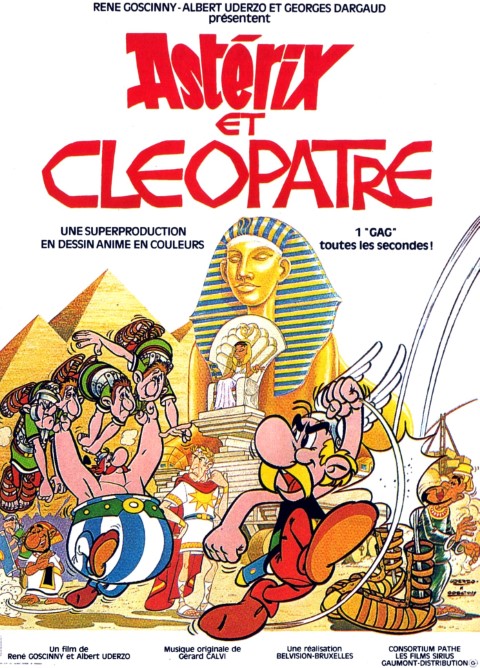 RENE GOSCINNY - ALBERT UDERZO ET GEORGES DARGAUD
présentent
Astérix
ET
CLEOPATRE
UNE SUPERPRODUCTION
EN DESSIN ANIME EN COULEURS
1 "GAG"
toutes les secondes !
UDERZO
&
GOSCINNY
Un film de
RENÉ GOSCINNY et ALBERT UDERZO
Musique originale de
Gérard CALVI
Une réalisation
BELVISION-BRUXELLES
CONSORTIUM PATHE
LES FILMS SIRIUS
GAUMONT-DISTRIBUTION